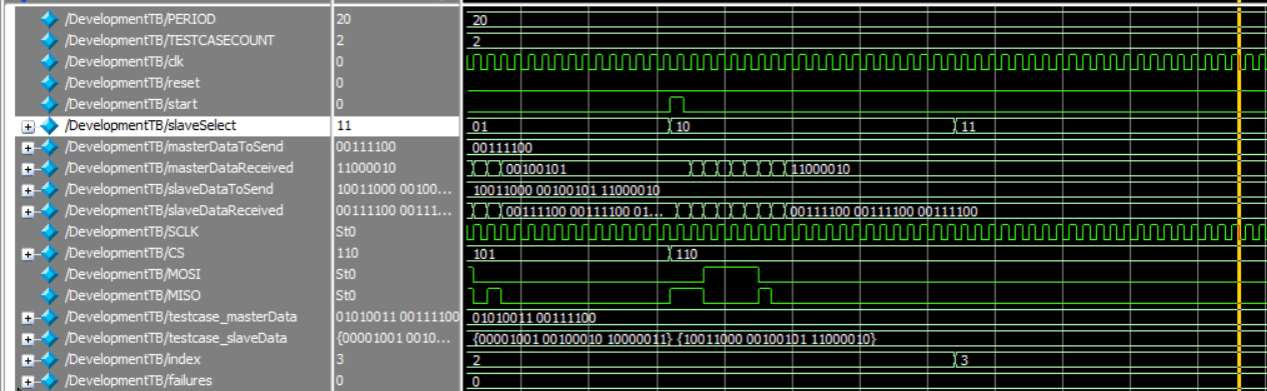 /DevelopmentTB/PERIOD 20 20
/DevelopmentTB/TESTCASECOUNT 2 2
/DevelopmentTB/clk 0
/DevelopmentTB/reset 0
/DevelopmentTB/start 0
/DevelopmentTB/slaveSelect 11 01 10 11
/DevelopmentTB/masterDataToSend 00111100 00111100
/DevelopmentTB/masterDataReceived 11000010 00100101 11000010
/DevelopmentTB/slaveDataToSend 10011000 00100... 10011000 00100101 11000010
/DevelopmentTB/slaveDataReceived 00111100 00111... 00111100 00111100 01... 00111100 00111100 00111100
/DevelopmentTB/SCLK St0
/DevelopmentTB/CS 110 101 110
/DevelopmentTB/MOSI St0
/DevelopmentTB/MISO St0
/DevelopmentTB/testcase_masterData 01010011 00111100 01010011 00111100
/DevelopmentTB/testcase_slaveData {00001001 0010... {00001001 00100010 10000011} {10011000 00100101 11000010}
/DevelopmentTB/index 3 2 3
/DevelopmentTB/failures 0 0